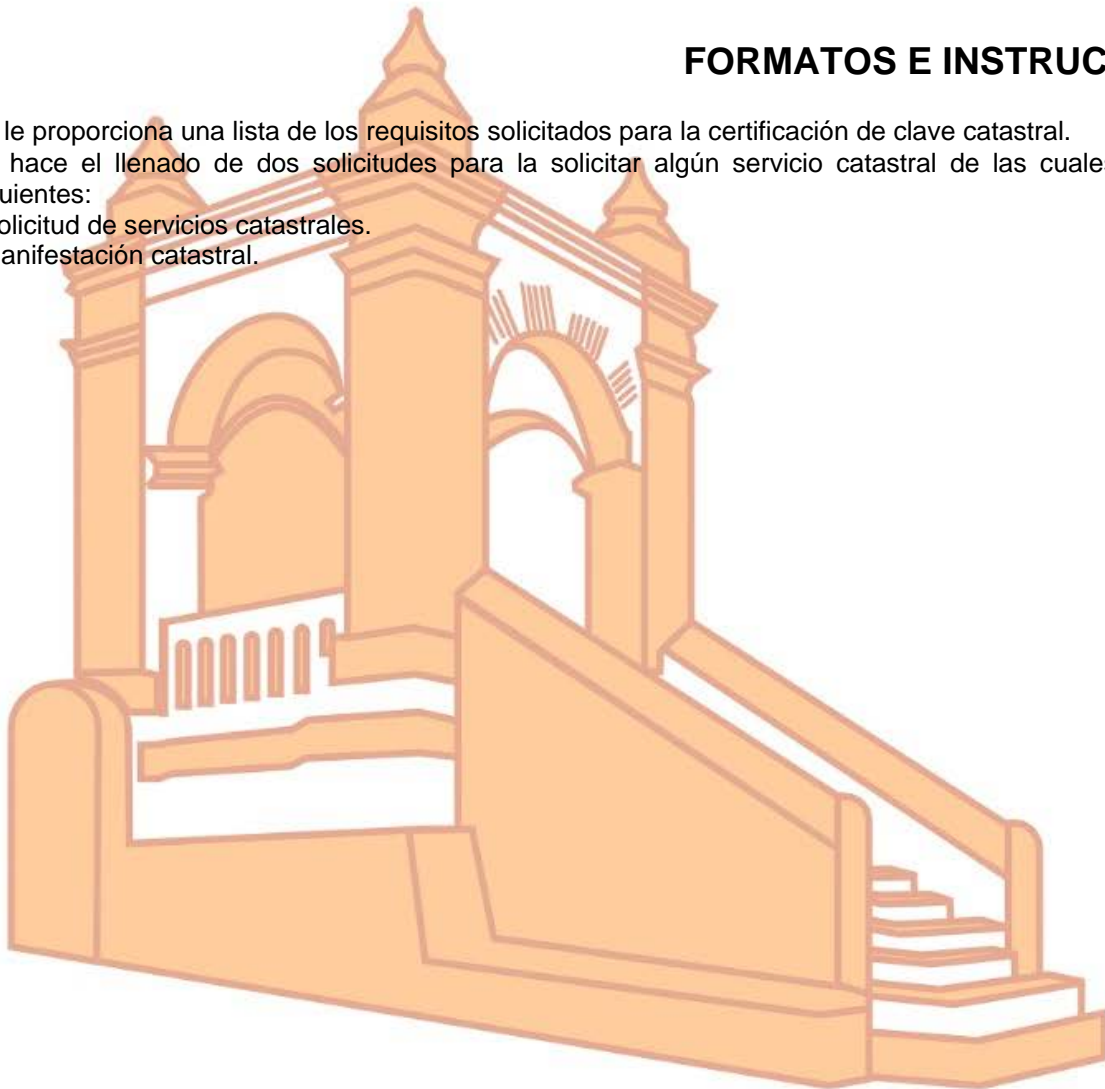 FORMATOS E INSTRUC
le proporciona una lista de los requisitos solicitados para la certificación de clave catastral.
hace el llenado de dos solicitudes para la solicitar algún servicio catastral de las cuales
uientes:
olicitud de servicios catastrales.
anifestación catastral.